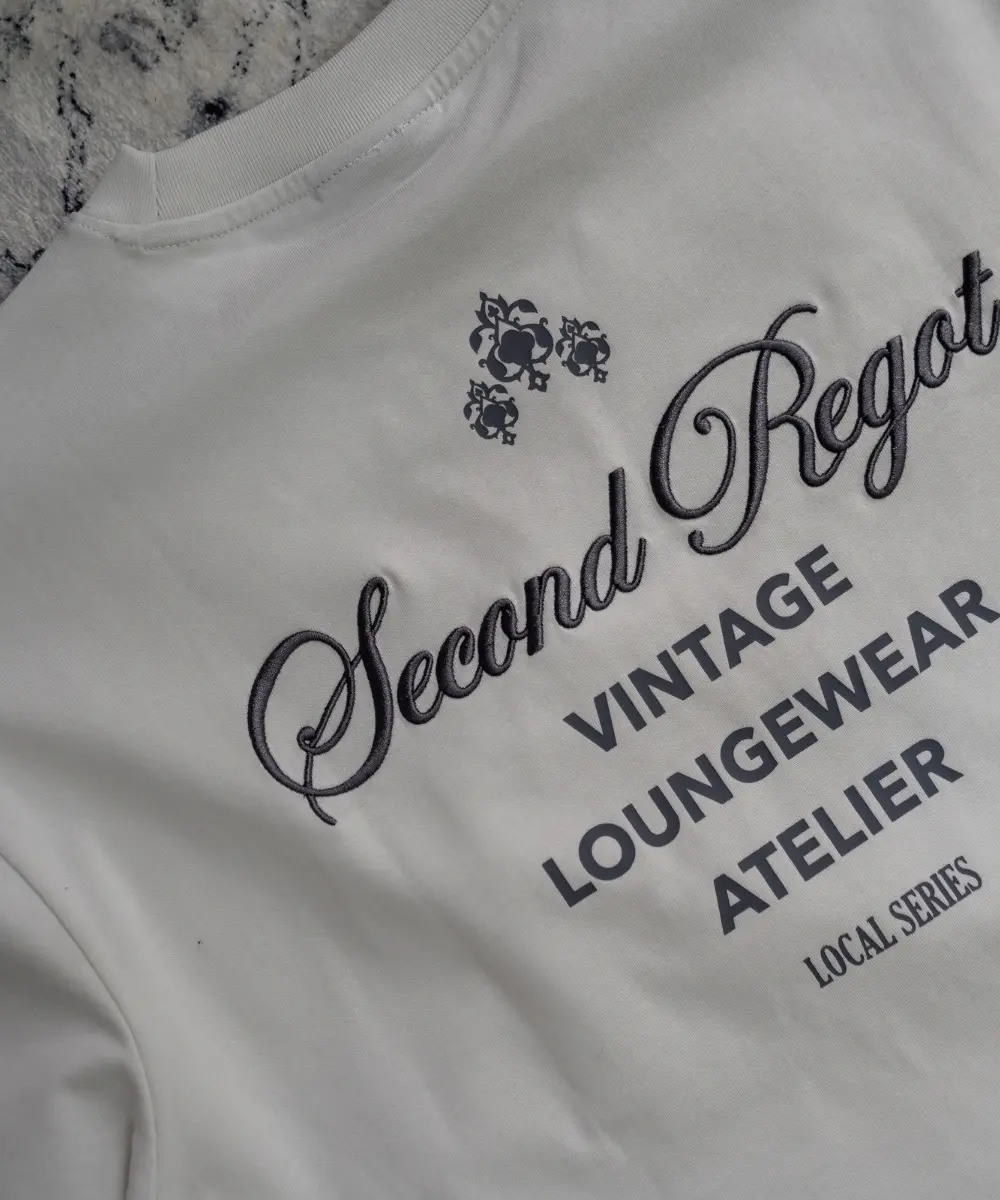 Second Regot
VINTAGE
LOUNGEWEAR
ATELIER
LOCAL SERIES